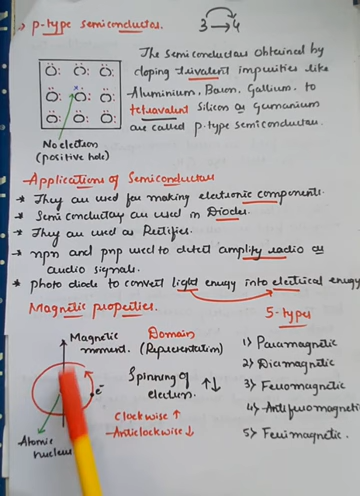 → p-type semiconductor.
3 → 4
The semiconductors obtained by
doping trivalent impurities like
Aluminium, Boron, Gallium. to
tetravalent Silicon or Germanium
are called p-type semiconductor.
No electron
(positive hole)
Applications of Semiconductors
* They are used for making electronic components.
* Semi conductors are used in Diodes
* They are used as Rectifies.
* npn and pnp used to detect amplify radio or
audio signals.
* photo diode to convert light energy into electrical energy
Magnetic properties.
5-types
Magnetic
moment.
Domain
(Representation)
Spinning of
electron. ↑↓
e⁻
clockwise ↑
Anticlockwise ↓
Atomic
nucleus
1) Paramagnetic
2) Diamagnetic
3) Ferromagnetic
4) Antiferromagneti
5) Ferrimagnetic.